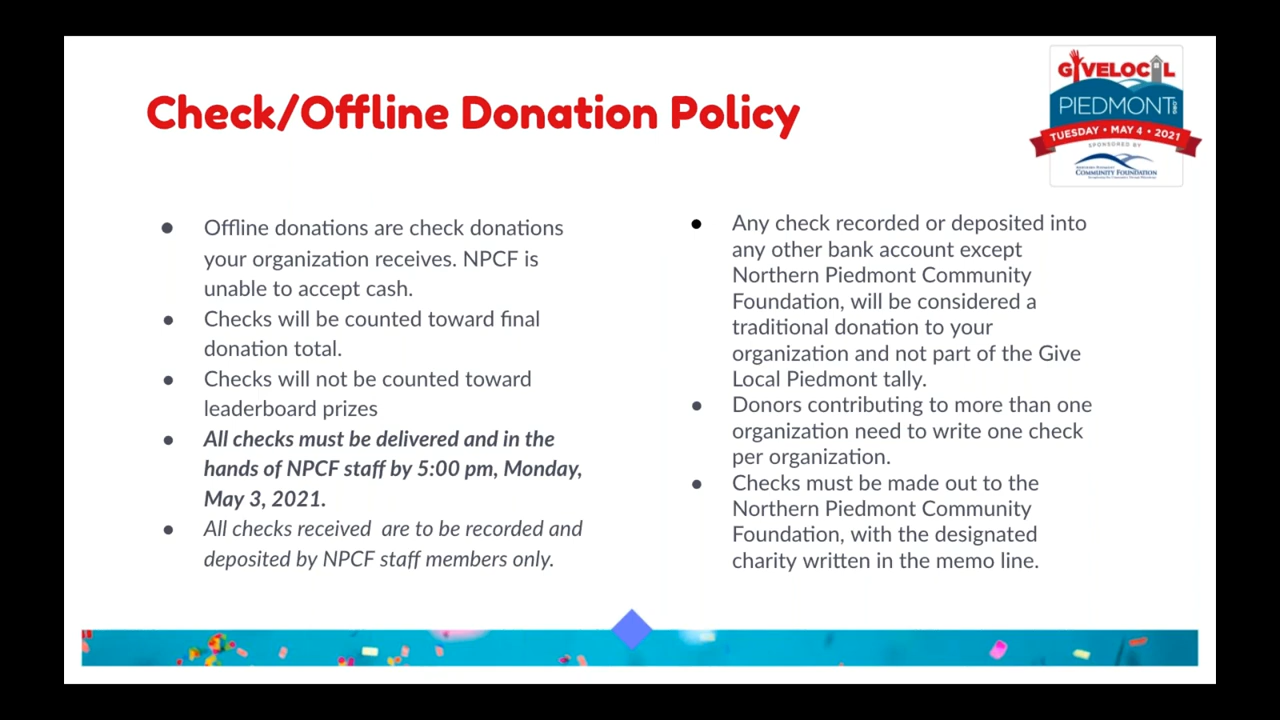 Check/Offline Donation Policy
GIVELOCAL
PIEDMONT.ORG
TUESDAY • MAY 4 • 2021
SPONSORED BY
NORTHERN PIEDMONT
COMMUNITY FOUNDATION
● Offline donations are check donations
your organization receives. NPCF is
unable to accept cash.
● Checks will be counted toward final
donation total.
● Checks will not be counted toward
leaderboard prizes
● All checks must be delivered and in the
hands of NPCF staff by 5:00 pm, Monday,
May 3, 2021.
● All checks received  are to be recorded and
deposited by NPCF staff members only.
● Any check recorded or deposited into
any other bank account except
Northern Piedmont Community
Foundation, will be considered a
traditional donation to your
organization and not part of the Give
Local Piedmont tally.
● Donors contributing to more than one
organization need to write one check
per organization.
● Checks must be made out to the
Northern Piedmont Community
Foundation, with the designated
charity written in the memo line.